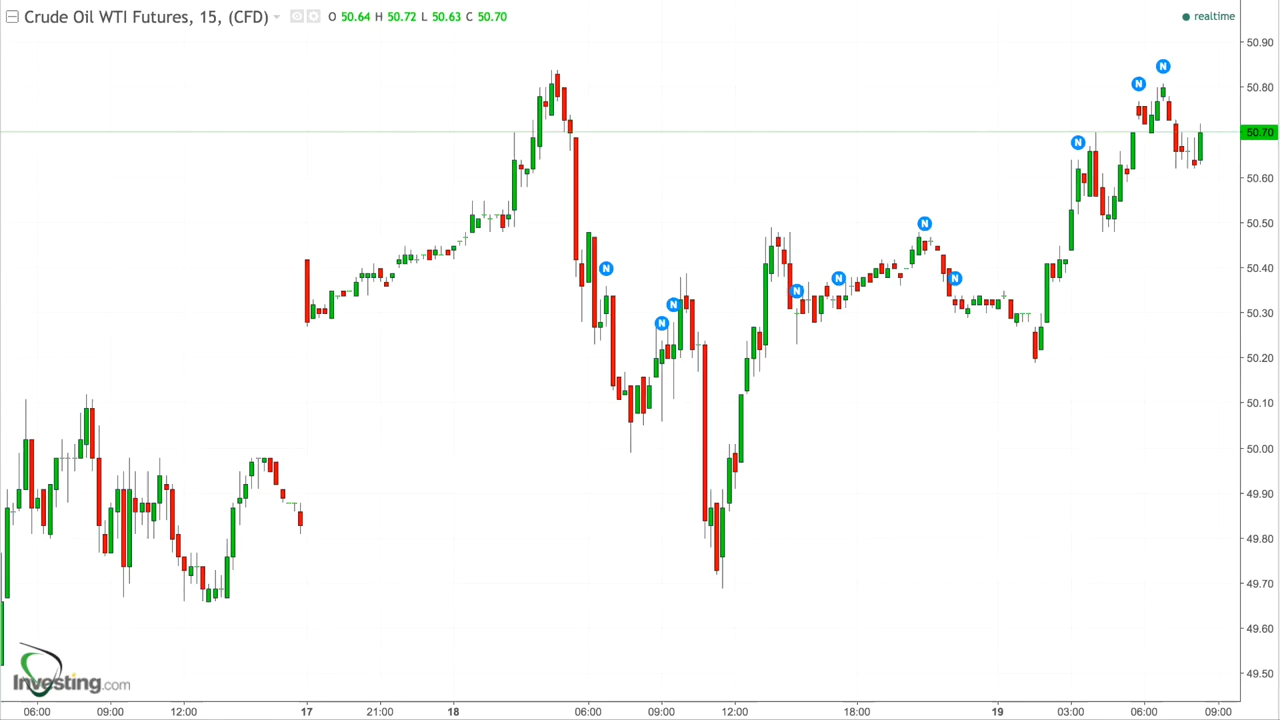 Crude Oil WTI Futures, 15, (CFD) O 50.64 H 50.72 L 50.63 C 50.70 realtime
50.90
N
N
50.80
50.70
N
50.60
N
50.50
N
N
N
50.40
N
N
N
50.30
50.20
50.10
50.00
49.90
49.80
49.70
49.60
49.50
Investing.com
06:00 09:00 12:00 17 21:00 18 06:00 09:00 12:00 18:00 19 03:00 06:00 09:00